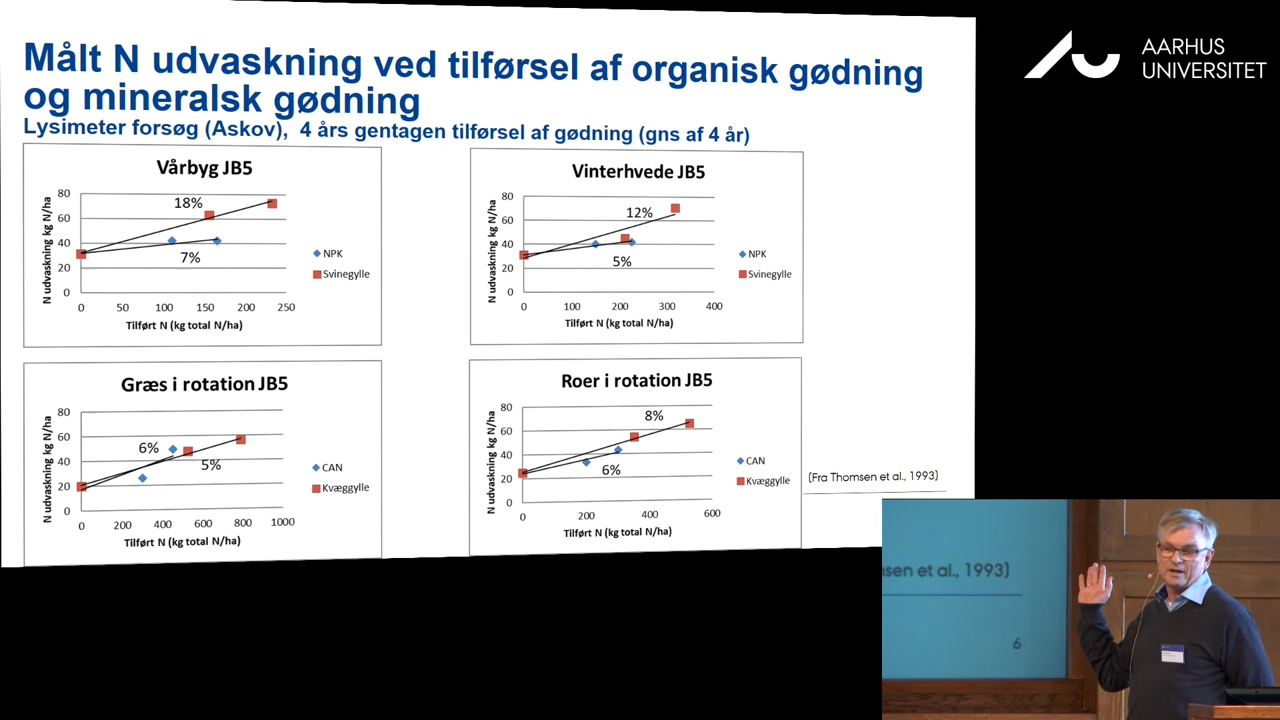 Målt N udvaskning ved tilførsel af organisk gødning
og mineralsk gødning
Lysimeter forsøg (Askov), 4 års gentagen tilførsel af gødning (gns af 4 år)
AARHUS
UNIVERSITET
Vårbyg JB5
N udvaskning kg N/ha
80
60
40
20
0
18%
7%
0 50 100 150 200 250
Tilført N (kg total N/ha)
NPK
Svinegylle
Vinterhvede JB5
N udvaskning kg N/ha
80
60
40
20
0
12%
5%
0 100 200 300 400
Tilført N (kg total N/ha)
NPK
Svinegylle
Græs i rotation JB5
N udvaskning kg N/ha
80
60
40
20
0
6%
5%
0 200 400 600 800 1000
Tilført N (kg total N/ha)
CAN
Kvæggylle
Roer i rotation JB5
N udvaskning kg N/ha
80
60
40
20
0
8%
6%
0 200 400 600
Tilført N (kg total N/ha)
CAN
Kvæggylle
(Fra Thomsen et al., 1993)
nsen et al., 1993)
6